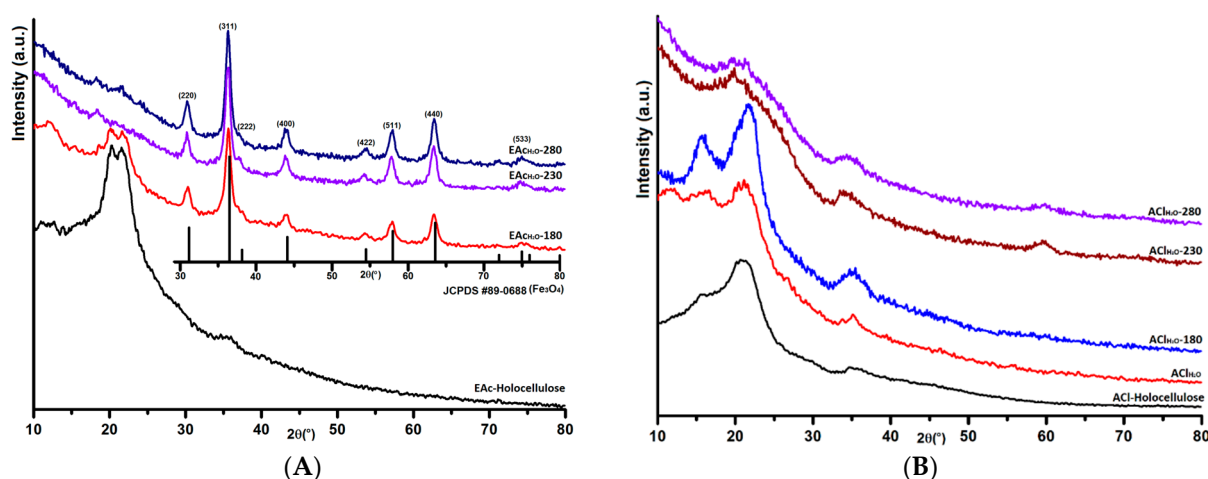 Intensity (a.u.)
(311)
(220)
(222)
(400)
(422)
(511)
(440)
(533)
EAcH₂O-280
EAcH₂O-230
EAcH₂O-180
30 40 50 60 70 80
2θ(°)
JCPDS #89-0688 (Fe₃O₄)
EAc-Holocellulose
10 20 30 40 50 60 70 80
2θ(°)
(A)
Intensity (a.u.)
AClH₂O-280
AClH₂O-230
AClH₂O-180
AClH₂O
ACl-Holocellulose
10 20 30 40 50 60 70 80
2θ(°)
(B)